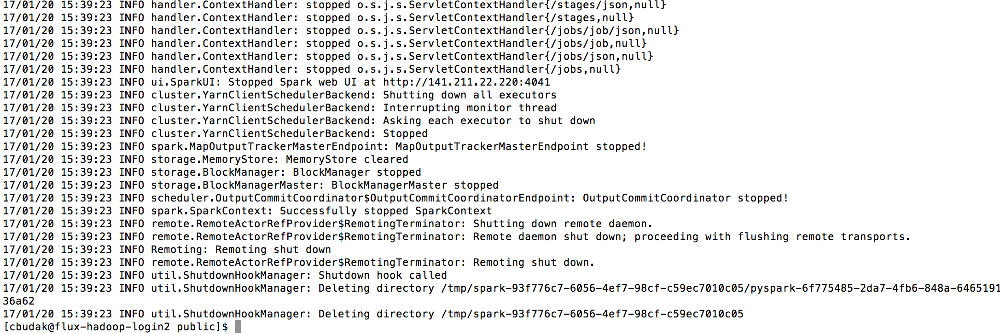 17/01/20 15:39:23 INFO handler.ContextHandler: stopped o.s.j.s.ServletContextHandler{/stages/json,null}
17/01/20 15:39:23 INFO handler.ContextHandler: stopped o.s.j.s.ServletContextHandler{/stages,null}
17/01/20 15:39:23 INFO handler.ContextHandler: stopped o.s.j.s.ServletContextHandler{/jobs/job/json,null}
17/01/20 15:39:23 INFO handler.ContextHandler: stopped o.s.j.s.ServletContextHandler{/jobs/job,null}
17/01/20 15:39:23 INFO handler.ContextHandler: stopped o.s.j.s.ServletContextHandler{/jobs/json,null}
17/01/20 15:39:23 INFO handler.ContextHandler: stopped o.s.j.s.ServletContextHandler{/jobs,null}
17/01/20 15:39:23 INFO ui.SparkUI: Stopped Spark web UI at http://141.211.22.220:4041
17/01/20 15:39:23 INFO cluster.YarnClientSchedulerBackend: Shutting down all executors
17/01/20 15:39:23 INFO cluster.YarnClientSchedulerBackend: Interrupting monitor thread
17/01/20 15:39:23 INFO cluster.YarnClientSchedulerBackend: Asking each executor to shut down
17/01/20 15:39:23 INFO cluster.YarnClientSchedulerBackend: Stopped
17/01/20 15:39:23 INFO spark.MapOutputTrackerMasterEndpoint: MapOutputTrackerMasterEndpoint stopped!
17/01/20 15:39:23 INFO storage.MemoryStore: MemoryStore cleared
17/01/20 15:39:23 INFO storage.BlockManager: BlockManager stopped
17/01/20 15:39:23 INFO storage.BlockManagerMaster: BlockManagerMaster stopped
17/01/20 15:39:23 INFO scheduler.OutputCommitCoordinator$OutputCommitCoordinatorEndpoint: OutputCommitCoordinator stopped!
17/01/20 15:39:23 INFO spark.SparkContext: Successfully stopped SparkContext
17/01/20 15:39:23 INFO remote.RemoteActorRefProvider$RemotingTerminator: Shutting down remote daemon.
17/01/20 15:39:23 INFO remote.RemoteActorRefProvider$RemotingTerminator: Remote daemon shut down; proceeding with flushing remote transports.
17/01/20 15:39:23 INFO Remoting: Remoting shut down
17/01/20 15:39:23 INFO remote.RemoteActorRefProvider$RemotingTerminator: Remoting shut down.
17/01/20 15:39:23 INFO util.ShutdownHookManager: Shutdown hook called
17/01/20 15:39:23 INFO util.ShutdownHookManager: Deleting directory /tmp/spark-93f776c7-6056-4ef7-98cf-c59ec7010c05/pyspark-6f775485-2da7-4fb6-848a-6465191
36a62
17/01/20 15:39:23 INFO util.ShutdownHookManager: Deleting directory /tmp/spark-93f776c7-6056-4ef7-98cf-c59ec7010c05
[cbudak@flux-hadoop-login2 public]$